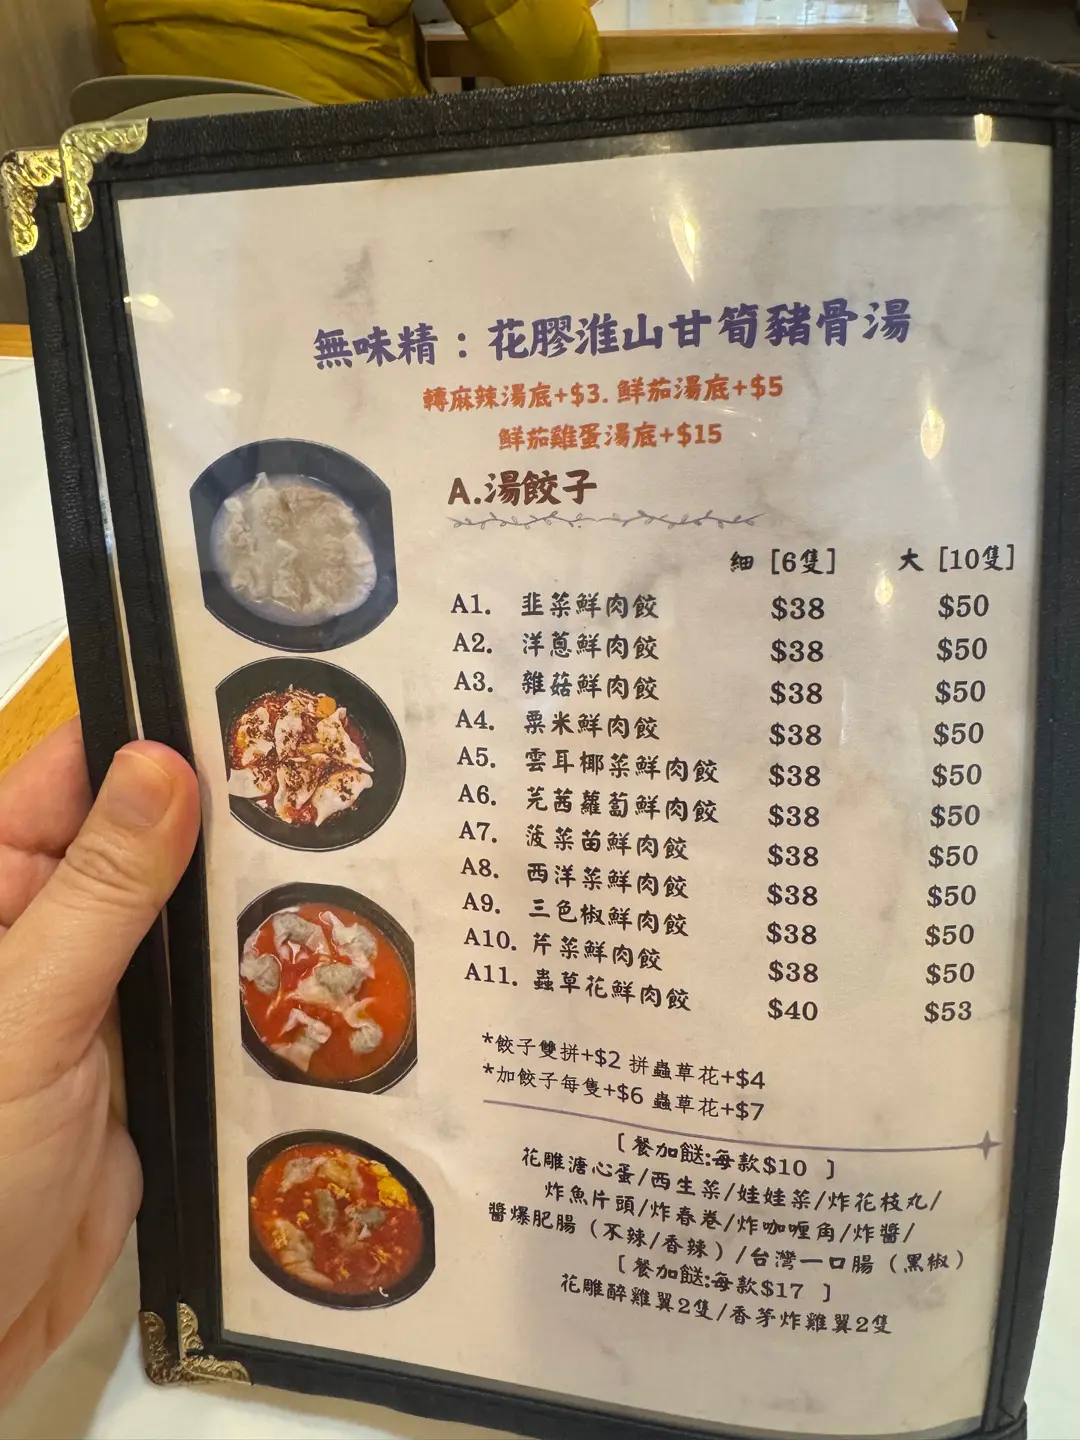 無味精：花膠淮山甘筍豬骨湯
轉麻辣湯底+$3. 鮮茄湯底+$5
鮮茄雞蛋湯底+$15
A.湯餃子
細 [6隻] 大 [10隻]
A1. 韭菜鮮肉餃 $38 $50
A2. 洋蔥鮮肉餃 $38 $50
A3. 雜菇鮮肉餃 $38 $50
A4. 粟米鮮肉餃 $38 $50
A5. 雲耳椰菜鮮肉餃 $38 $50
A6. 芫茜蘿蔔鮮肉餃 $38 $50
A7. 菠菜苗鮮肉餃 $38 $50
A8. 西洋菜鮮肉餃 $38 $50
A9. 三色椒鮮肉餃 $38 $50
A10. 芹菜鮮肉餃 $38 $50
A11. 蟲草花鮮肉餃 $40 $53
*餃子雙拼+$2 拼蟲草花+$4
*加餃子每隻+$6 蟲草花+$7
[ 餐加餸:每款$10 ]
花雕溏心蛋/西生菜/娃娃菜/炸花枝丸/
炸魚片頭/炸春卷/炸咖喱角/炸醬/
醬爆肥腸（不辣/香辣）/台灣一口腸（黑椒）
[ 餐加餸:每款$17 ]
花雕醉雞翼2隻/香茅炸雞翼2隻